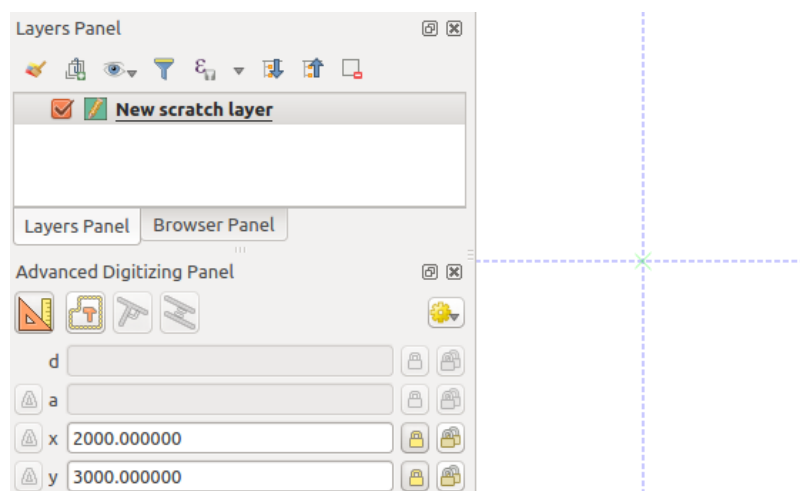 Layers Panel
New scratch layer
Layers Panel Browser Panel
Advanced Digitizing Panel
d
a
x 2000.000000
y 3000.000000